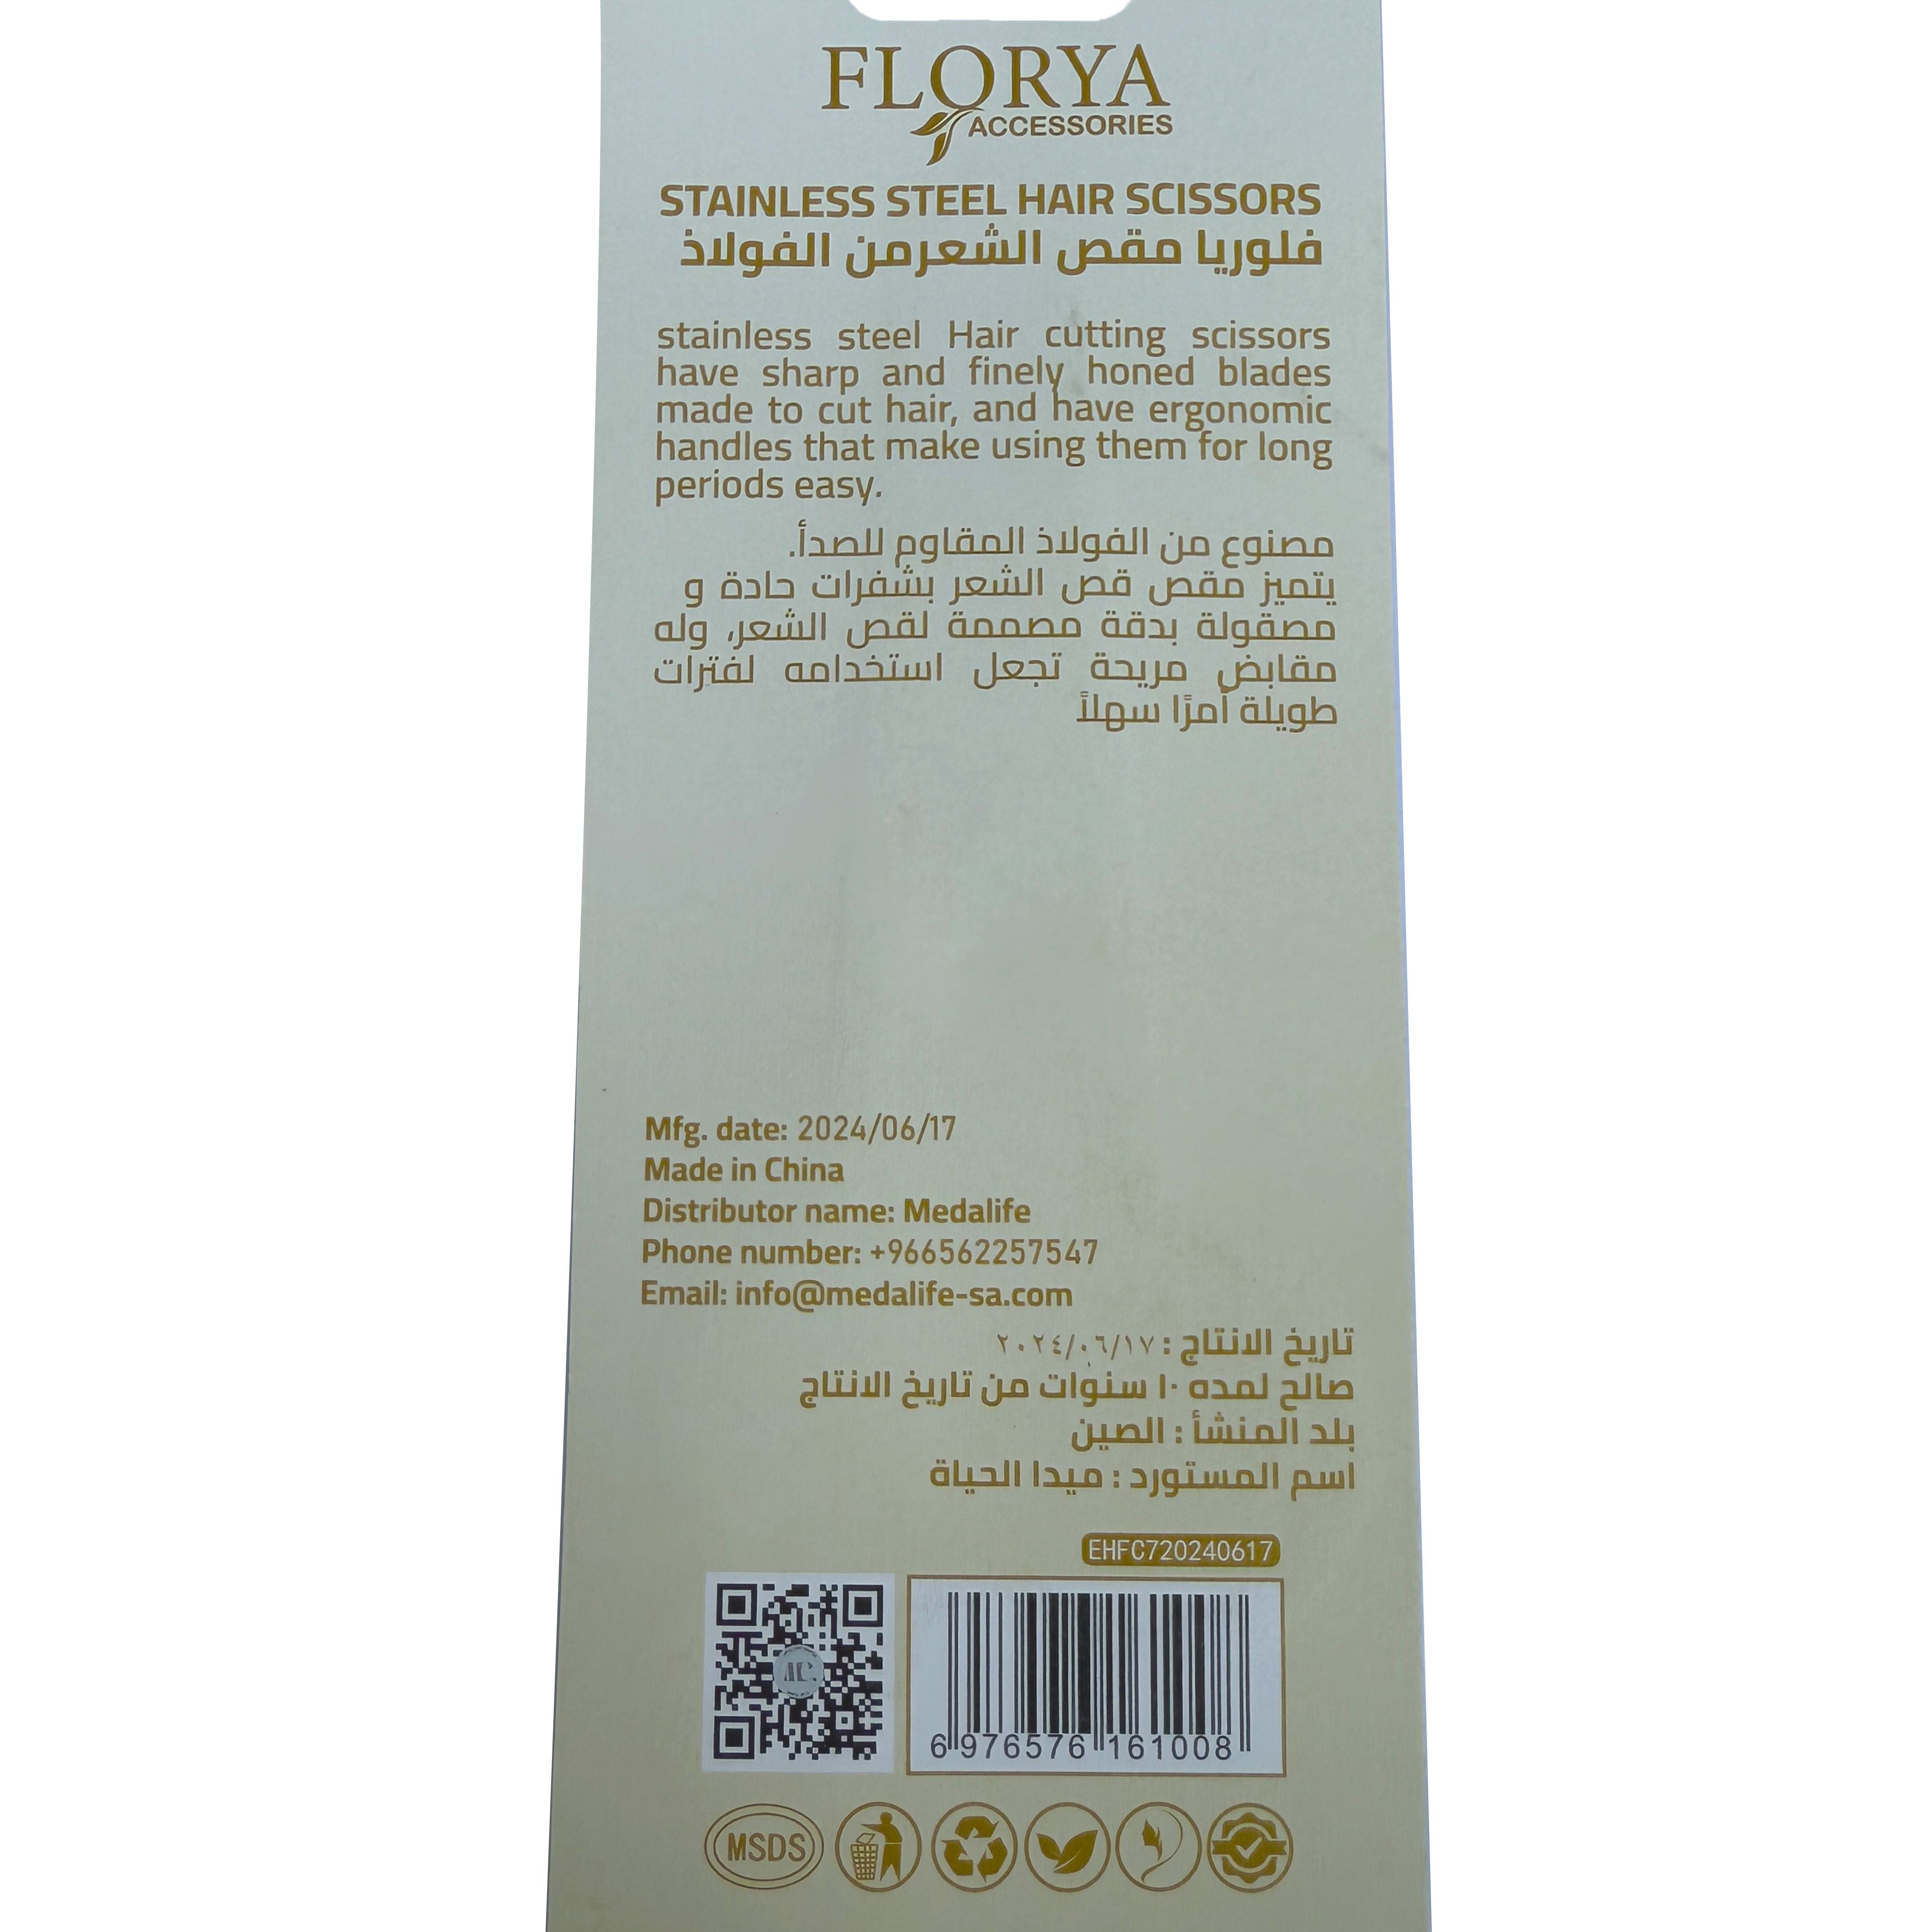 FLORYA
ACCESSORIES
STAINLESS STEEL HAIR SCISSORS
فلوريا مقص الشعرمن الفولاذ
stainless steel Hair cutting scissors
have sharp and finely honed blades
made to cut hair, and have ergonomic
handles that make using them for long
periods easy.
مصنوع من الفولاذ المقاوم للصدأ.
يتميز مقص قص الشعر بشفرات حادة و
مصقولة بدقة مصممة لقص الشعر، وله
مقابض مريحة تجعل استخدامه لفترات
طويلة أمرًا سهلاً
Mfg. date: 2024/06/17
Made in China
Distributor name: Medalife
Phone number: +966562257547
Email: info@medalife-sa.com
تاريخ الانتاج : ٢٠٢٤/٠٦/١٧
صالح لمده ١٠ سنوات من تاريخ الانتاج
بلد المنشأ : الصين
اسم المستورد : ميدا الحياة
EHFC720240617
6 976576 161008
MSDS